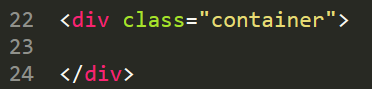 22 <div class="container">
23
24 </div>